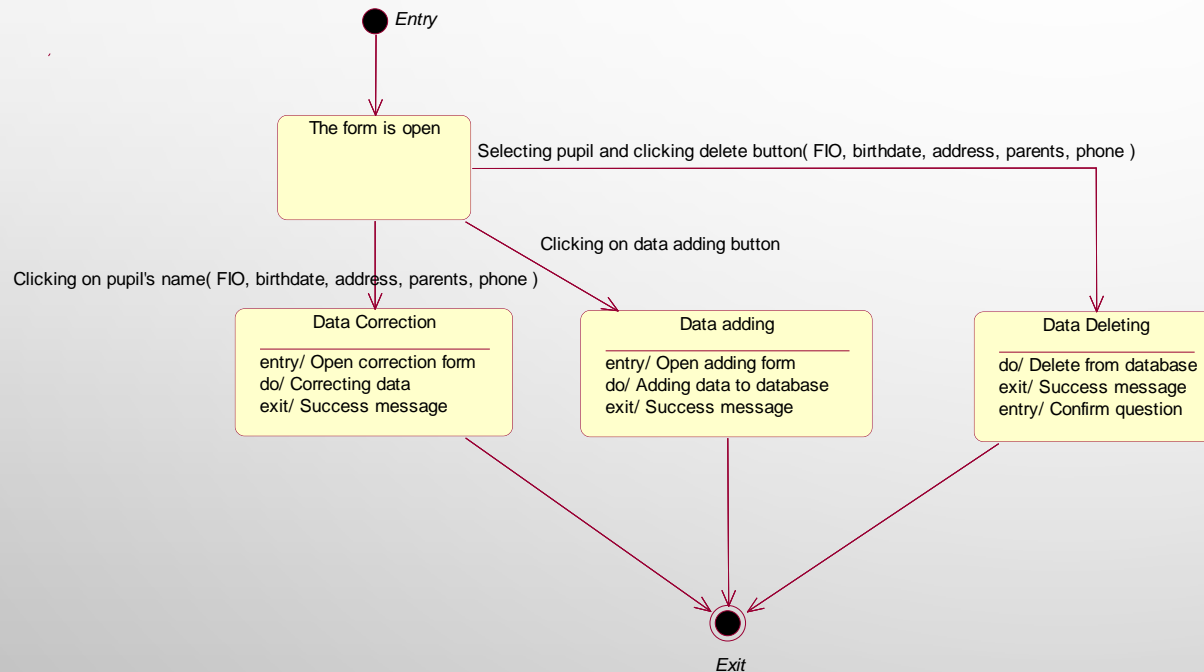 Entry
The form is open
Selecting pupil and clicking delete button( FIO, birthdate, address, parents, phone )
Clicking on data adding button
Clicking on pupil's name( FIO, birthdate, address, parents, phone )
Data Correction
entry/ Open correction form
do/ Correcting data
exit/ Success message
Data adding
entry/ Open adding form
do/ Adding data to database
exit/ Success message
Data Deleting
do/ Delete from database
exit/ Success message
entry/ Confirm question
Exit